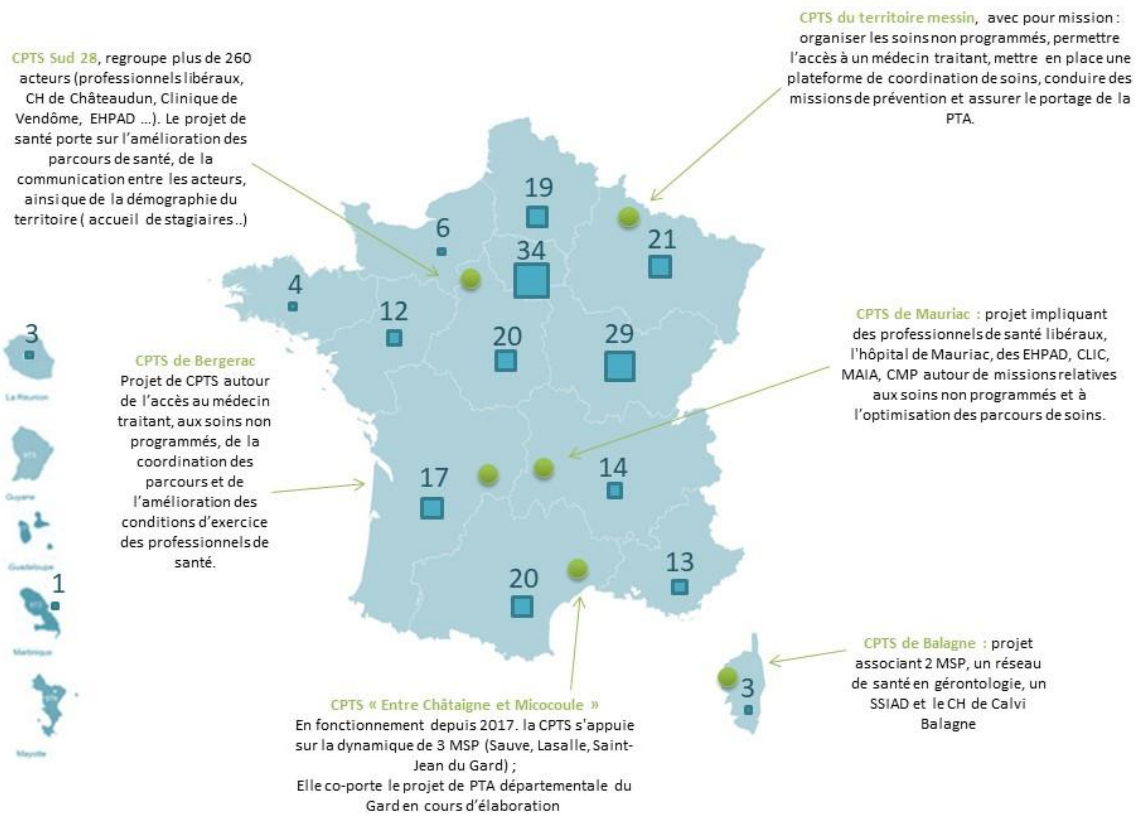 CPTS Sud 28, regroupe plus de 260
acteurs (professionnels libéraux,
CH de Châteaudun, Clinique de
Vendôme, EHPAD ...). Le projet de
santé porte sur l'amélioration des
parcours de santé, de la
communication entre les acteurs,
ainsi que de la démographie du
territoire ( accueil de stagiaires..)
CPTS du territoire messin, avec pour mission :
organiser les soins non programmés, permettre
l'accès à un médecin traitant, mettre en place une
plateforme de coordination de soins, conduire des
missions de prévention et assurer le portage de la
PTA.
19
6
34
21
4
12
20
29
3
La Réunion
CPTS de Bergerac
Projet de CPTS autour
de l'accès au médecin
traitant, aux soins non
programmés, de la
coordination des
parcours et de
l'amélioration des
conditions d'exercice
des professionnels de
santé.
CPTS de Mauriac : projet impliquant
des professionnels de santé libéraux,
l'hôpital de Mauriac, des EHPAD, CLIC,
MAIA, CMP autour de missions relatives
aux soins non programmés et à
l'optimisation des parcours de soins.
17
14
Guyane
Guadeloupe
1
Martinique
Mayotte
20
13
3
CPTS « Entre Châtaigne et Micocoule »
En fonctionnement depuis 2017. la CPTS s'appuie
sur la dynamique de 3 MSP (Sauve, Lasalle, Saint-
Jean du Gard) ;
Elle co-porte le projet de PTA départementale du
Gard en cours d'élaboration
CPTS de Balagne : projet
associant 2 MSP, un réseau
de santé en gérontologie, un
SSIAD et le CH de Calvi
Balagne